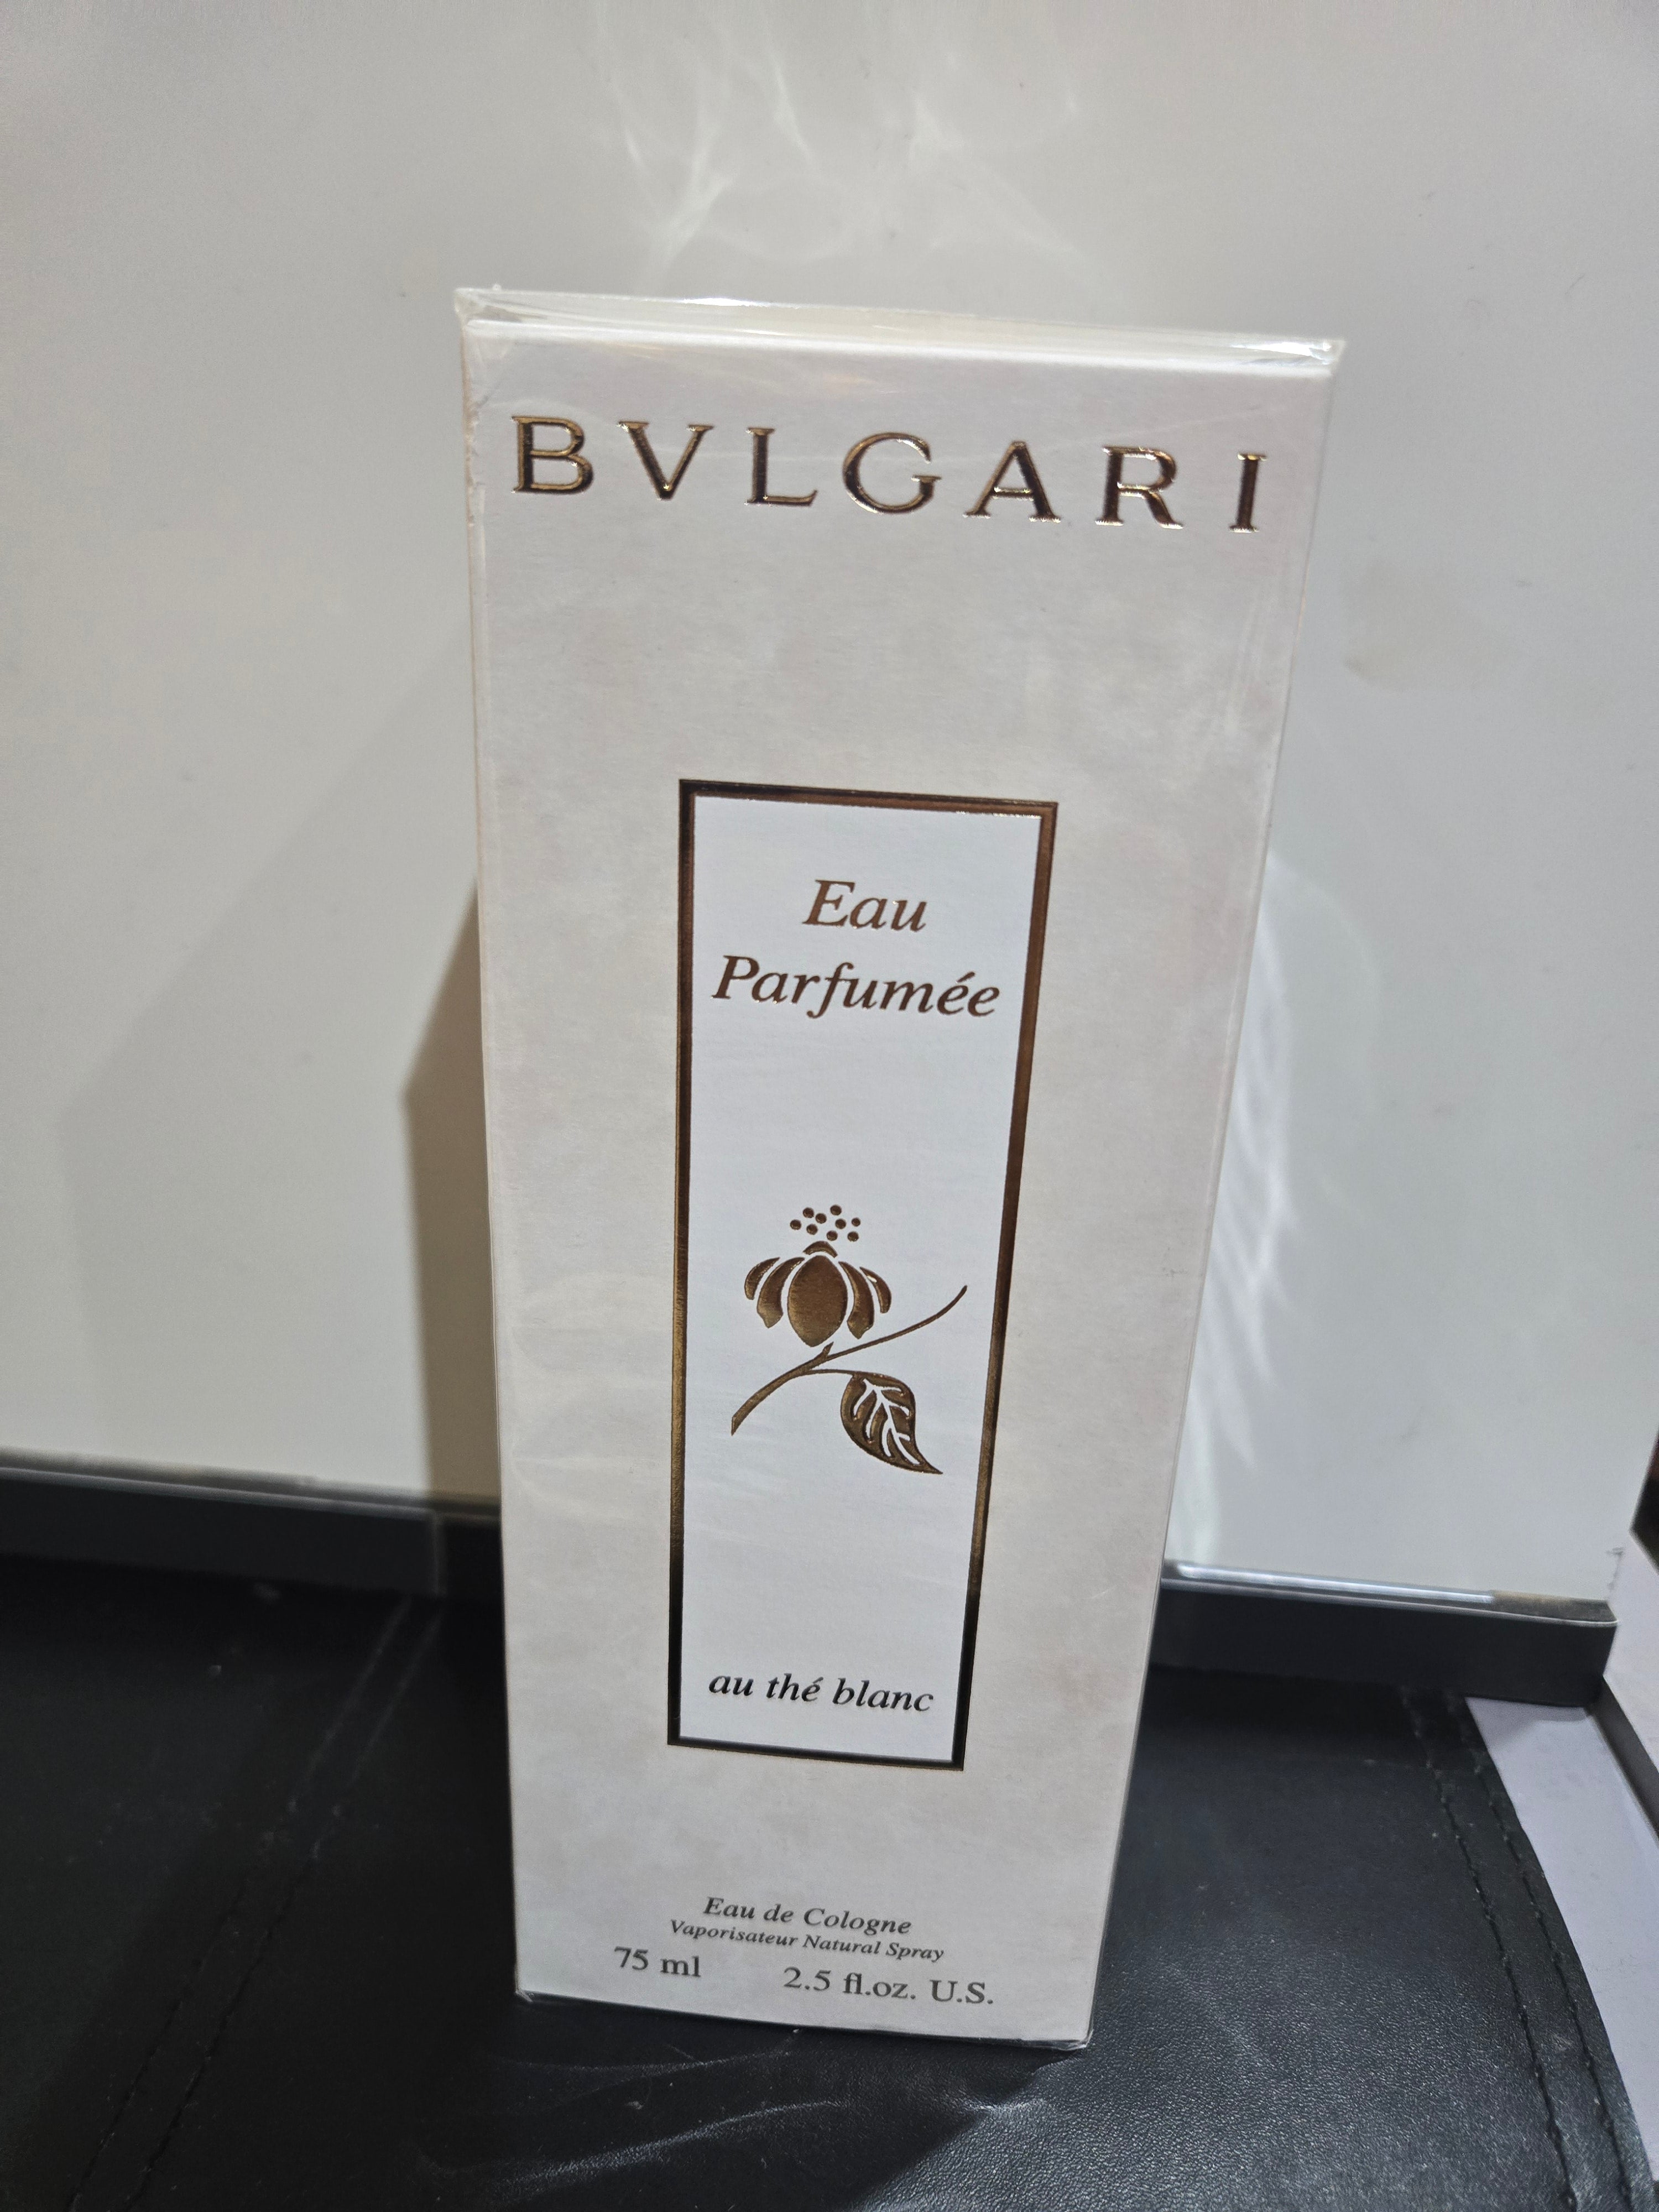 BVLGARI
Eau
Parfumée
au thé blanc
Eau de Cologne
Vaporisateur Natural Spray
75 ml 2.5 fl.oz. U.S.